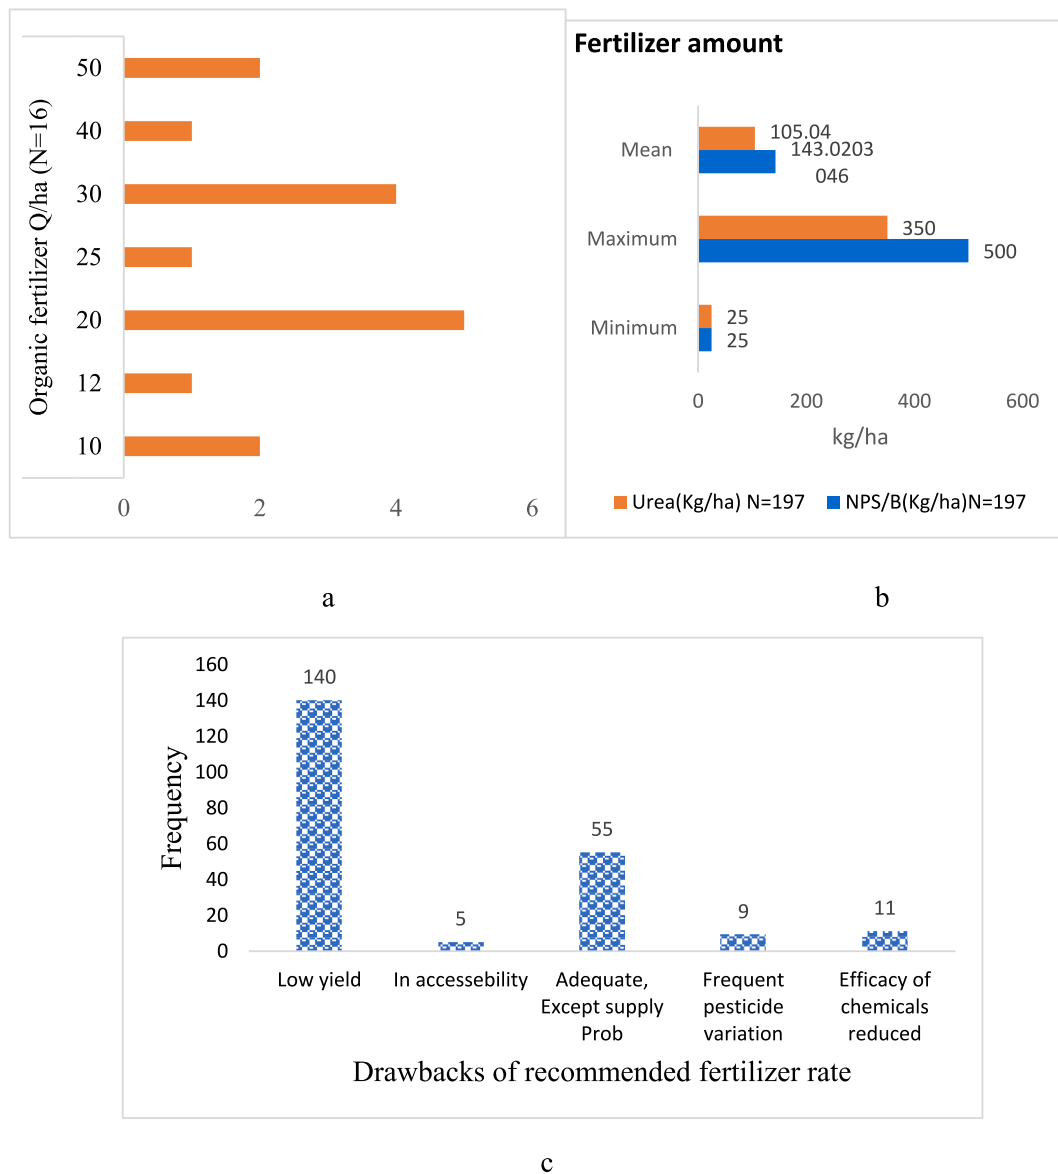 Organic fertilizer Q/ha (N=16)
50
40
30
25
20
12
10
0 2 4 6
Fertilizer amount
Mean
105.04
143.0203
046
Maximum
350
500
Minimum
25
25
0 200 400 600
kg/ha
Urea(Kg/ha) N=197 NPS/B(Kg/ha)N=197
a
b
Frequency
160
140
120
100
80
60
40
20
0
140
5
55
9
11
Low yield
In accessebility
Adequate,
Except supply
Prob
Frequent
pesticide
variation
Efficacy of
chemicals
reduced
Drawbacks of recommended fertilizer rate
c